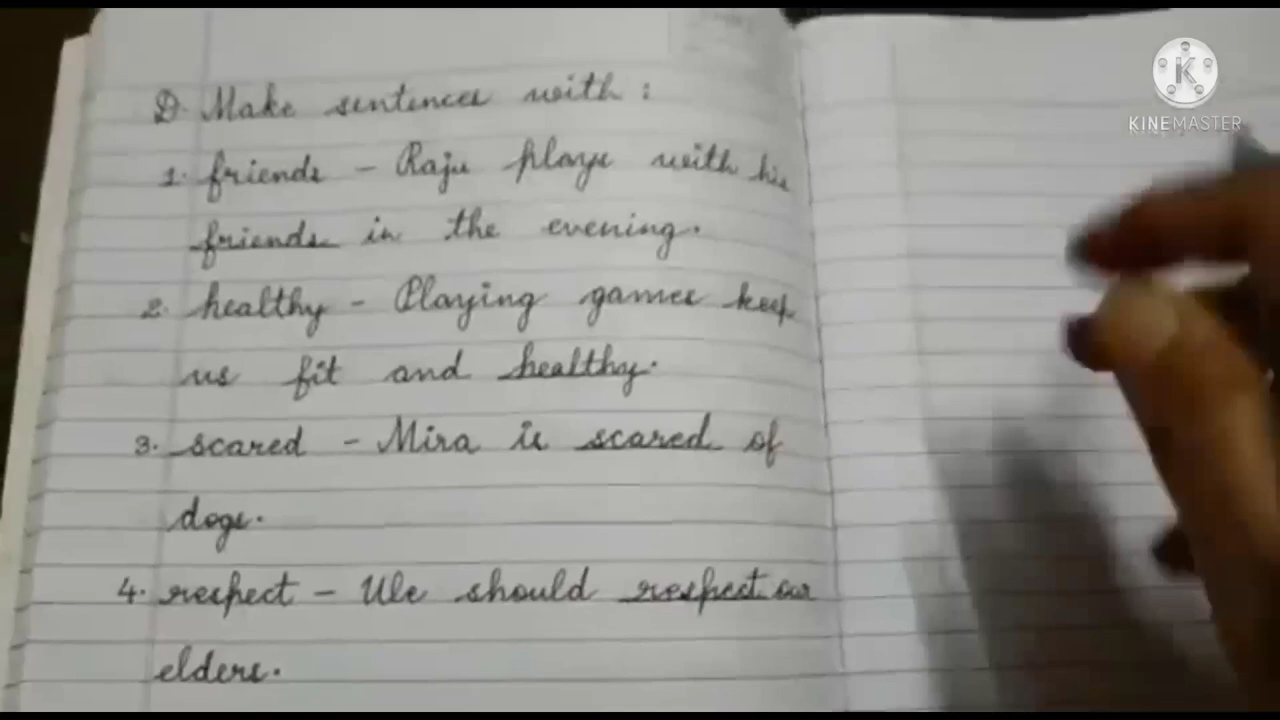 D. Make sentences with :
1. friends - Raju plays with his
friends in the evening.
2. healthy - Playing games keep
us fit and healthy.
3. scared - Mira is scared of
dogs.
4. respect - We should respect our
elders.
K
KINEMASTER